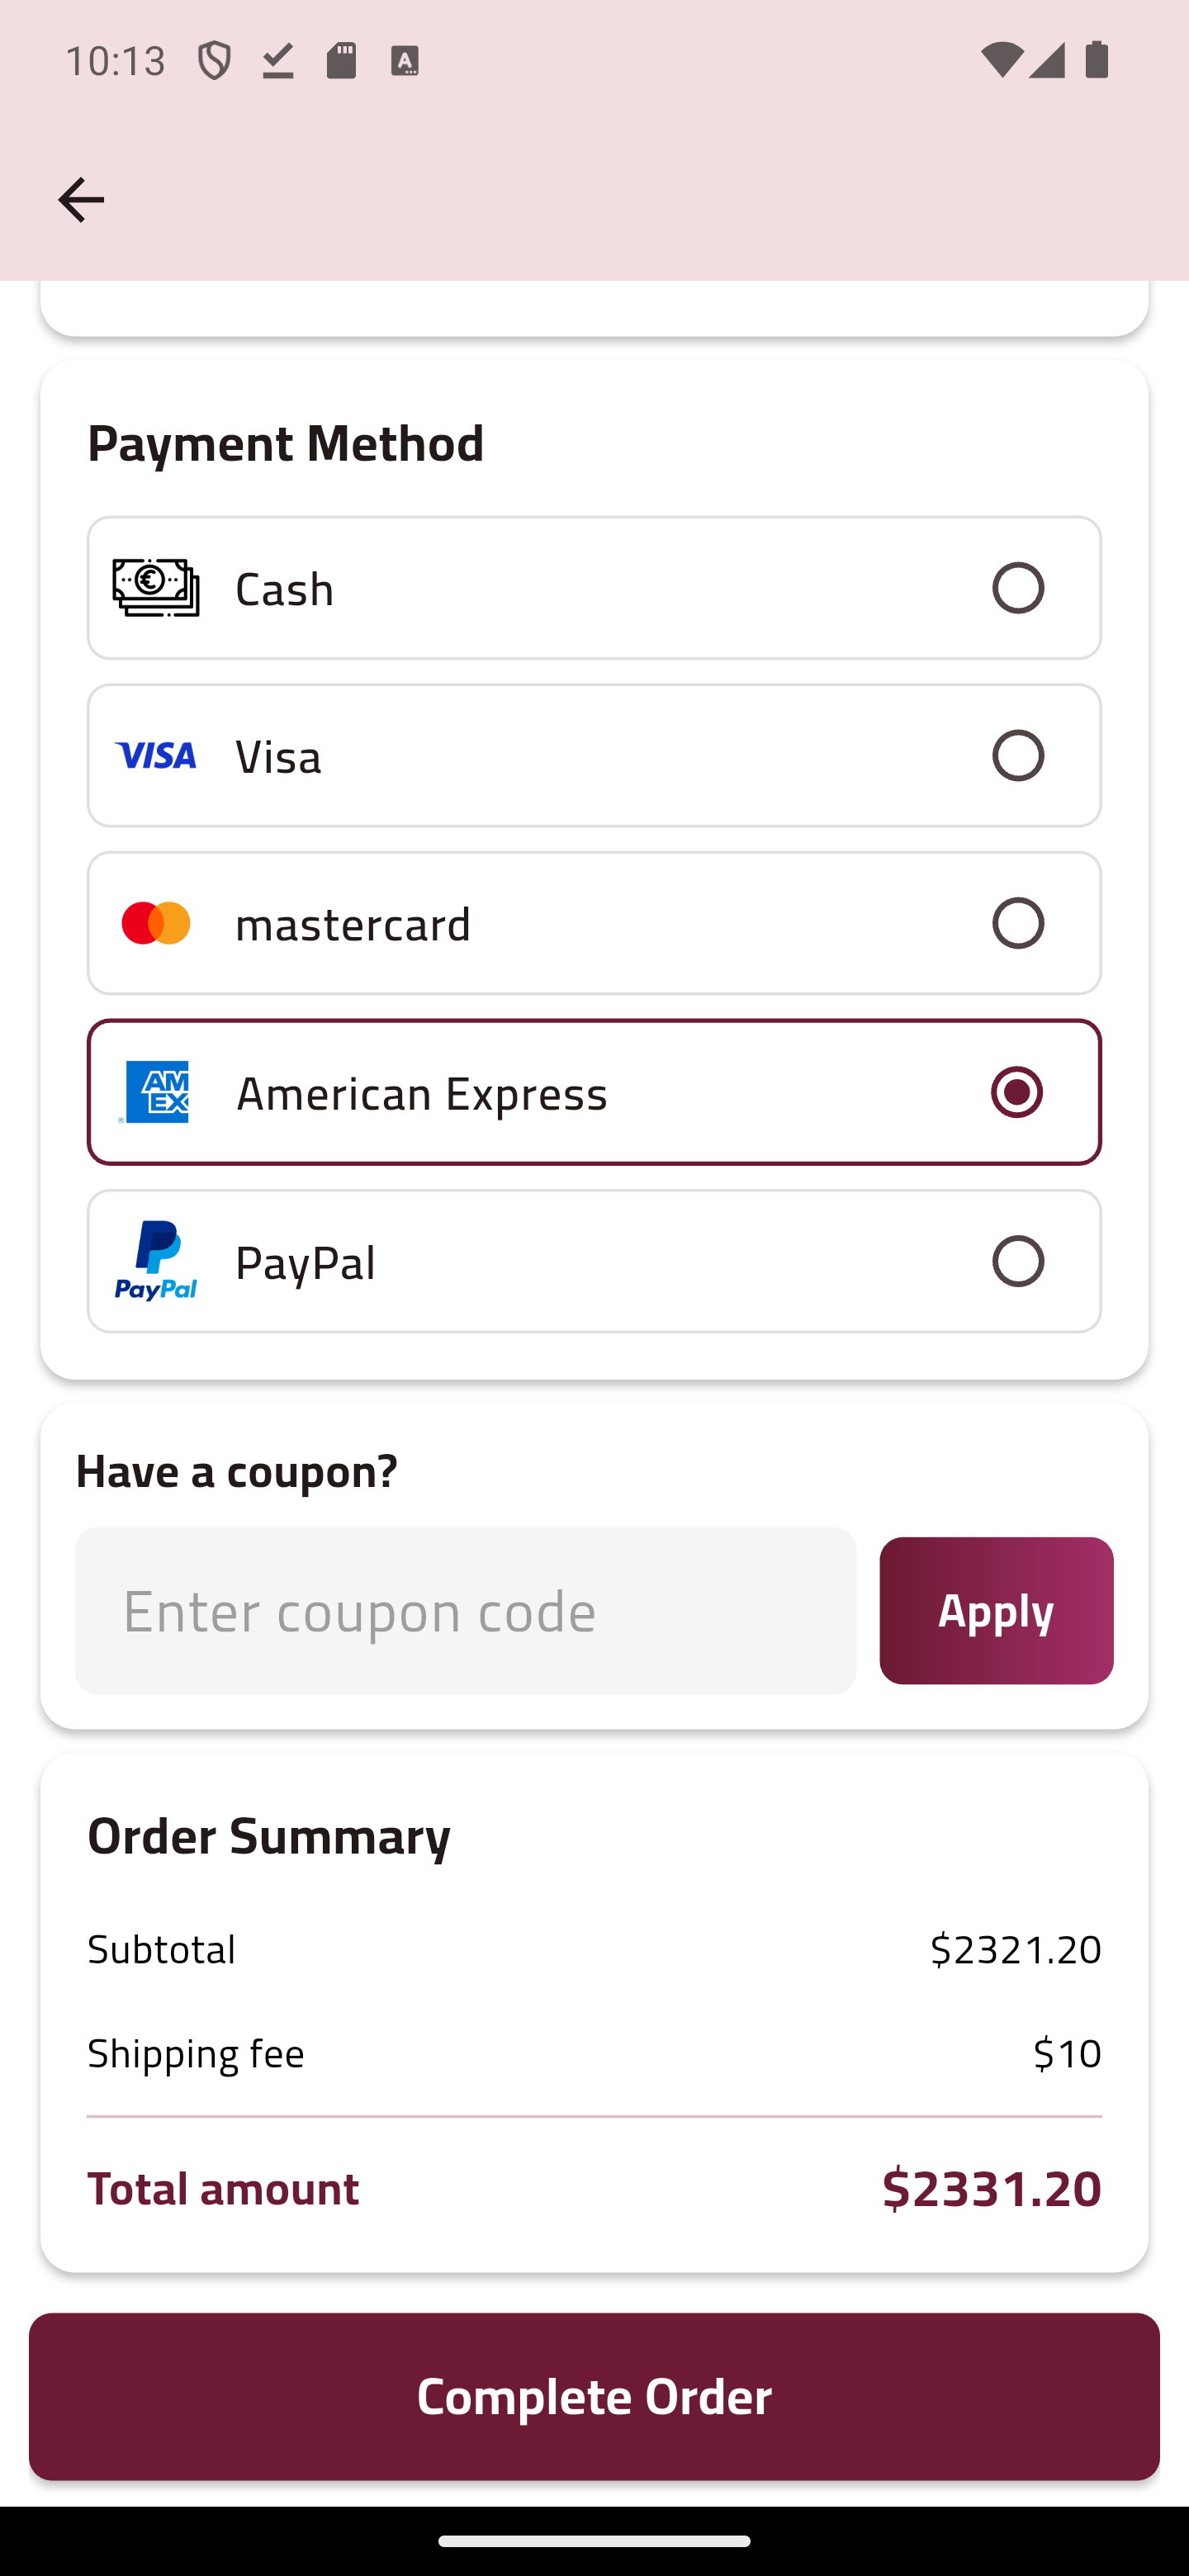 10:13
Payment Method
Cash
VISA Visa
mastercard
AM
EX
® American Express
PayPal PayPal
Have a coupon?
Enter coupon code Apply
Order Summary
Subtotal $2321.20
Shipping fee $10
Total amount $2331.20
Complete Order